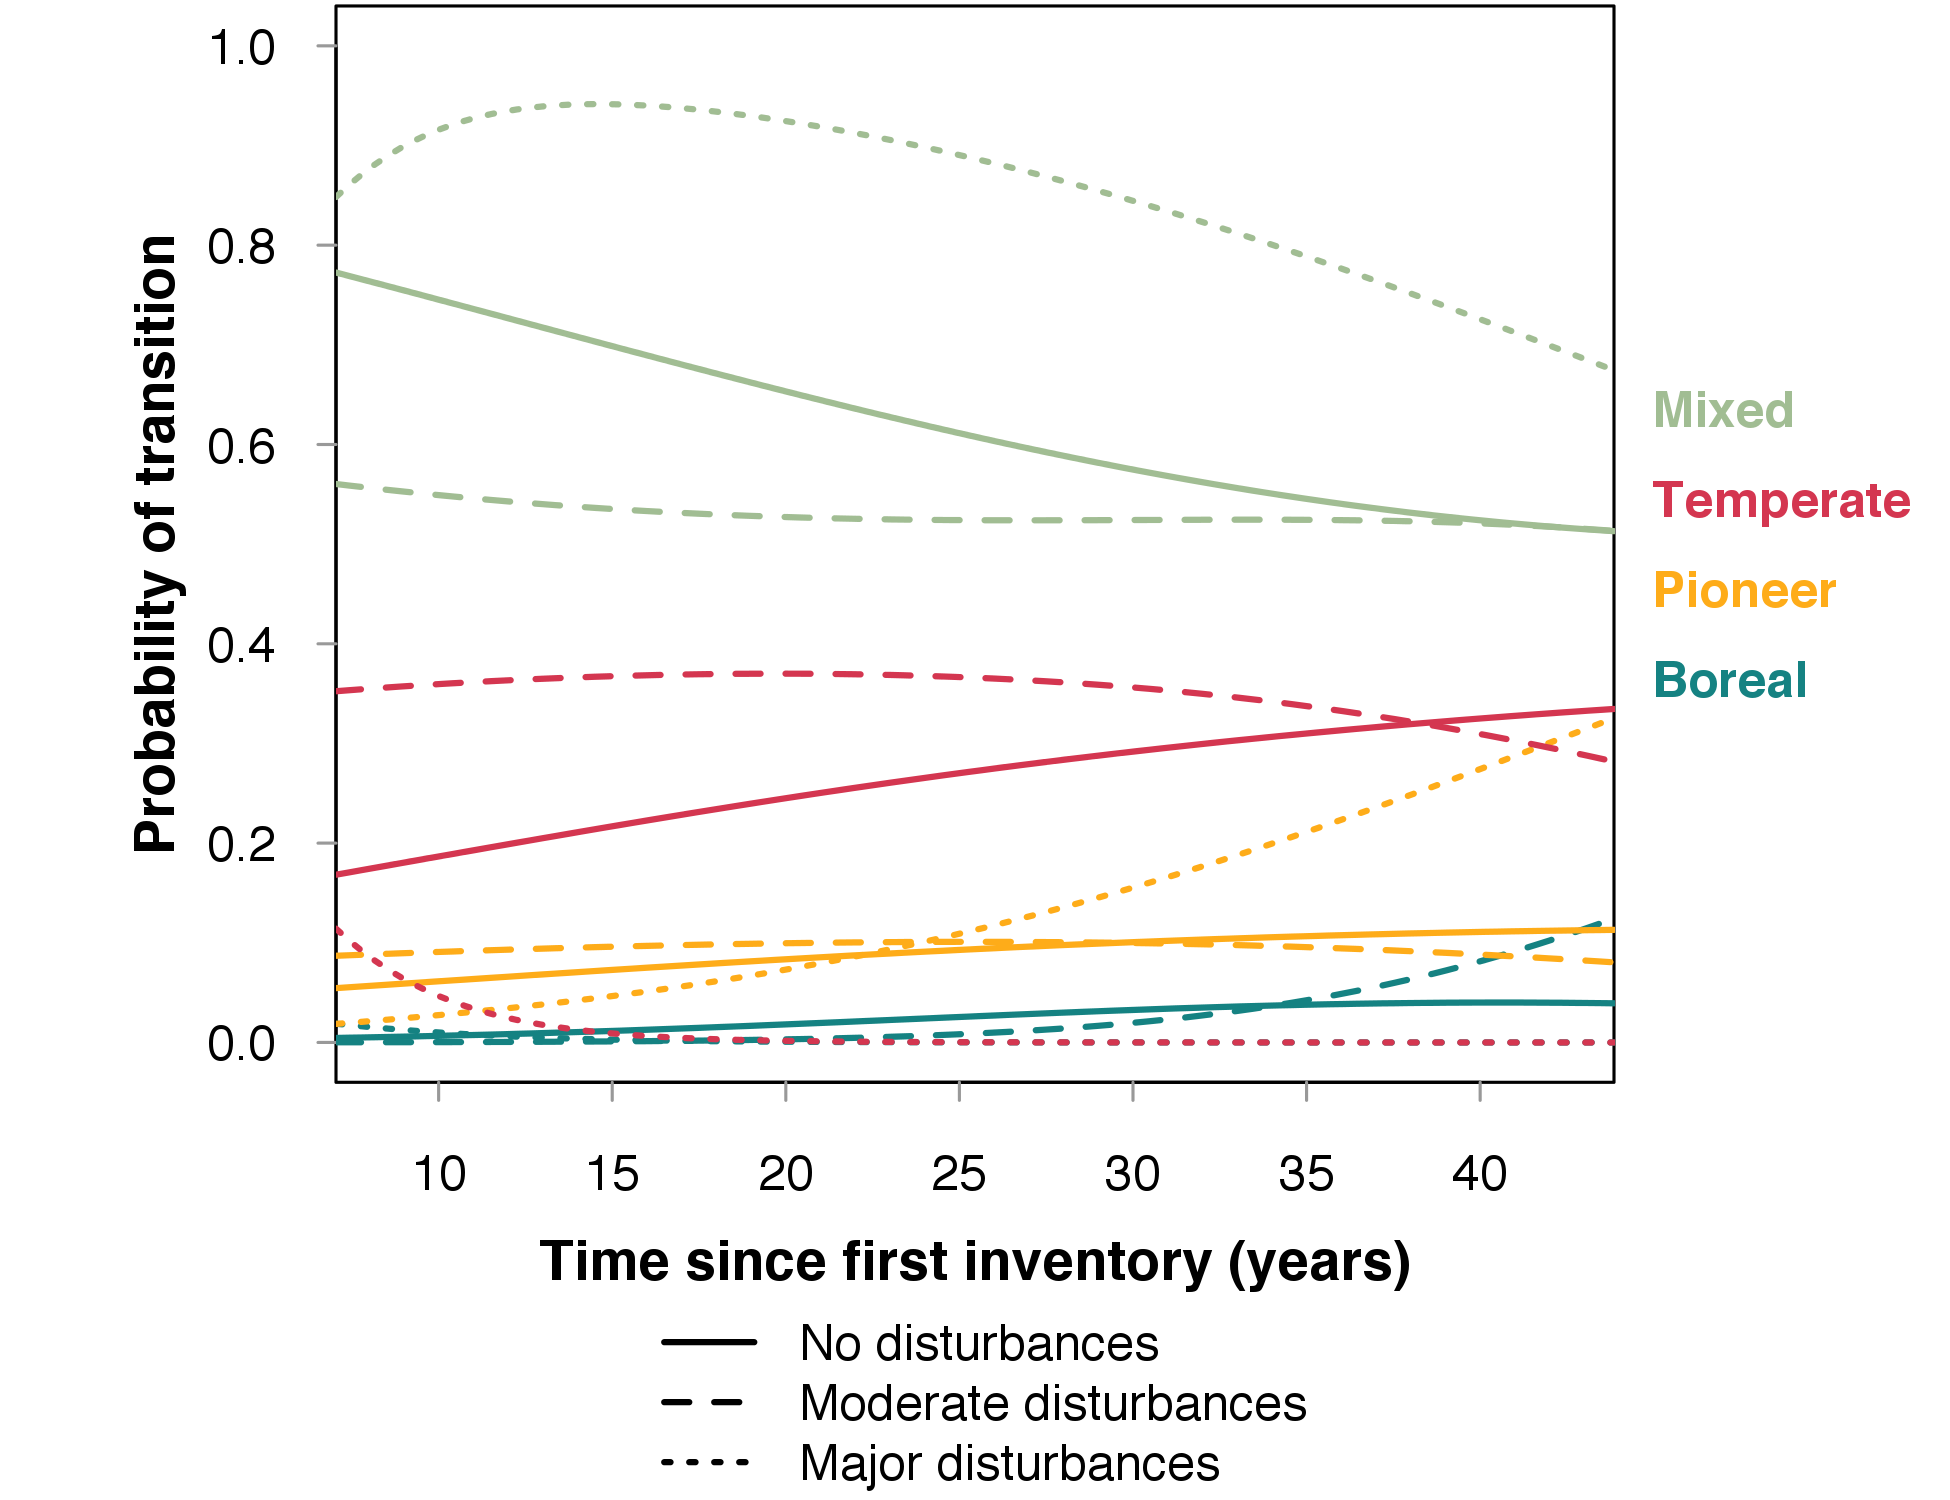 Probability of transition
1.0
0.8
0.6
0.4
0.2
0.0
10 15 20 25 30 35 40
Time since first inventory (years)
Mixed
Temperate
Pioneer
Boreal
No disturbances
Moderate disturbances
Major disturbances